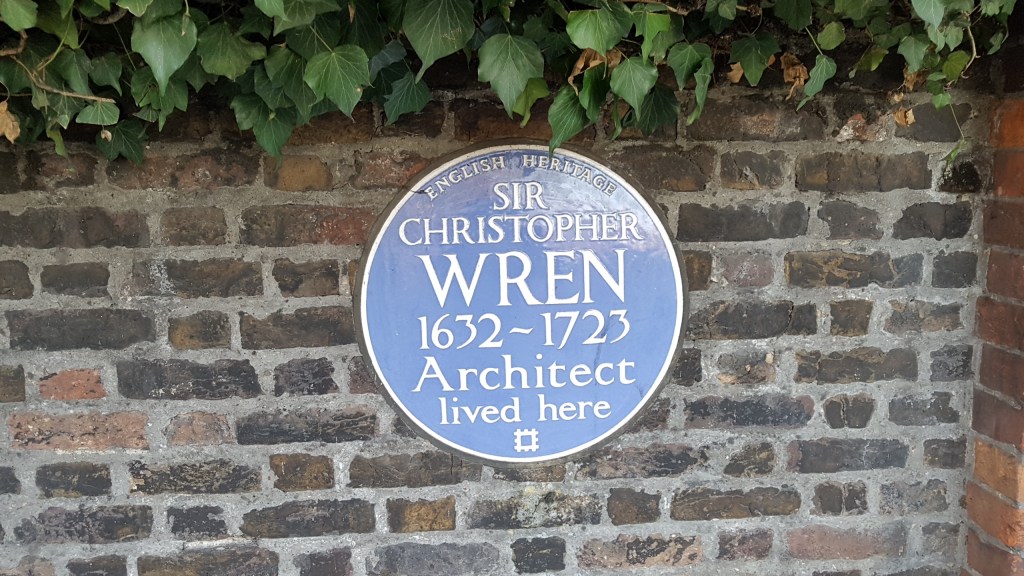 ENGLISH HERITAGE
SIR
CHRISTOPHER
WREN
1632~1723
Architect
lived here